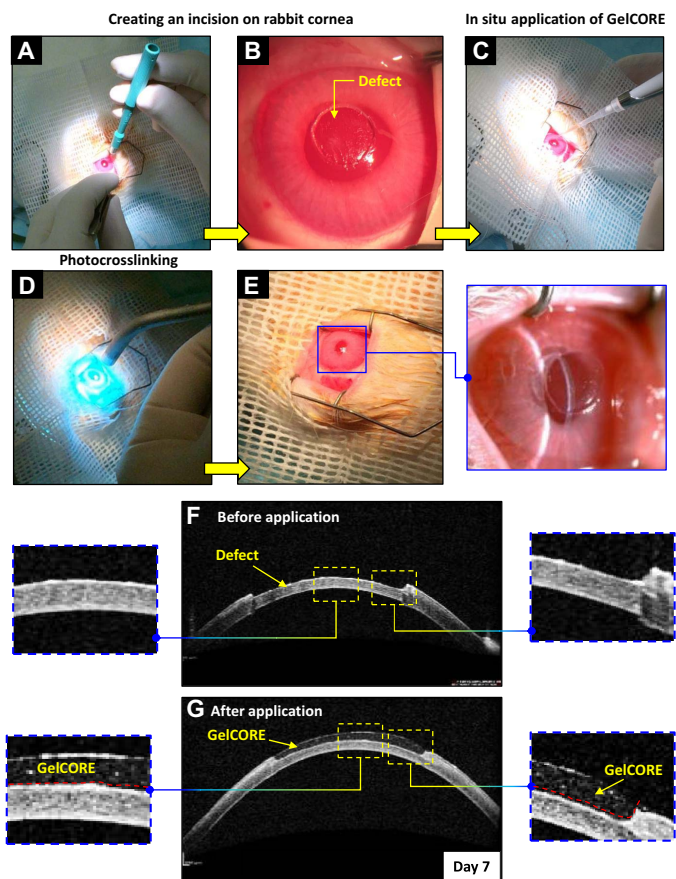 Creating an incision on rabbit cornea
In situ application of GelCORE
A
B
Defect
C
Photocrosslinking
D
E
F
Before application
Defect
G
After application
GelCORE
GelCORE
GelCORE
Day 7